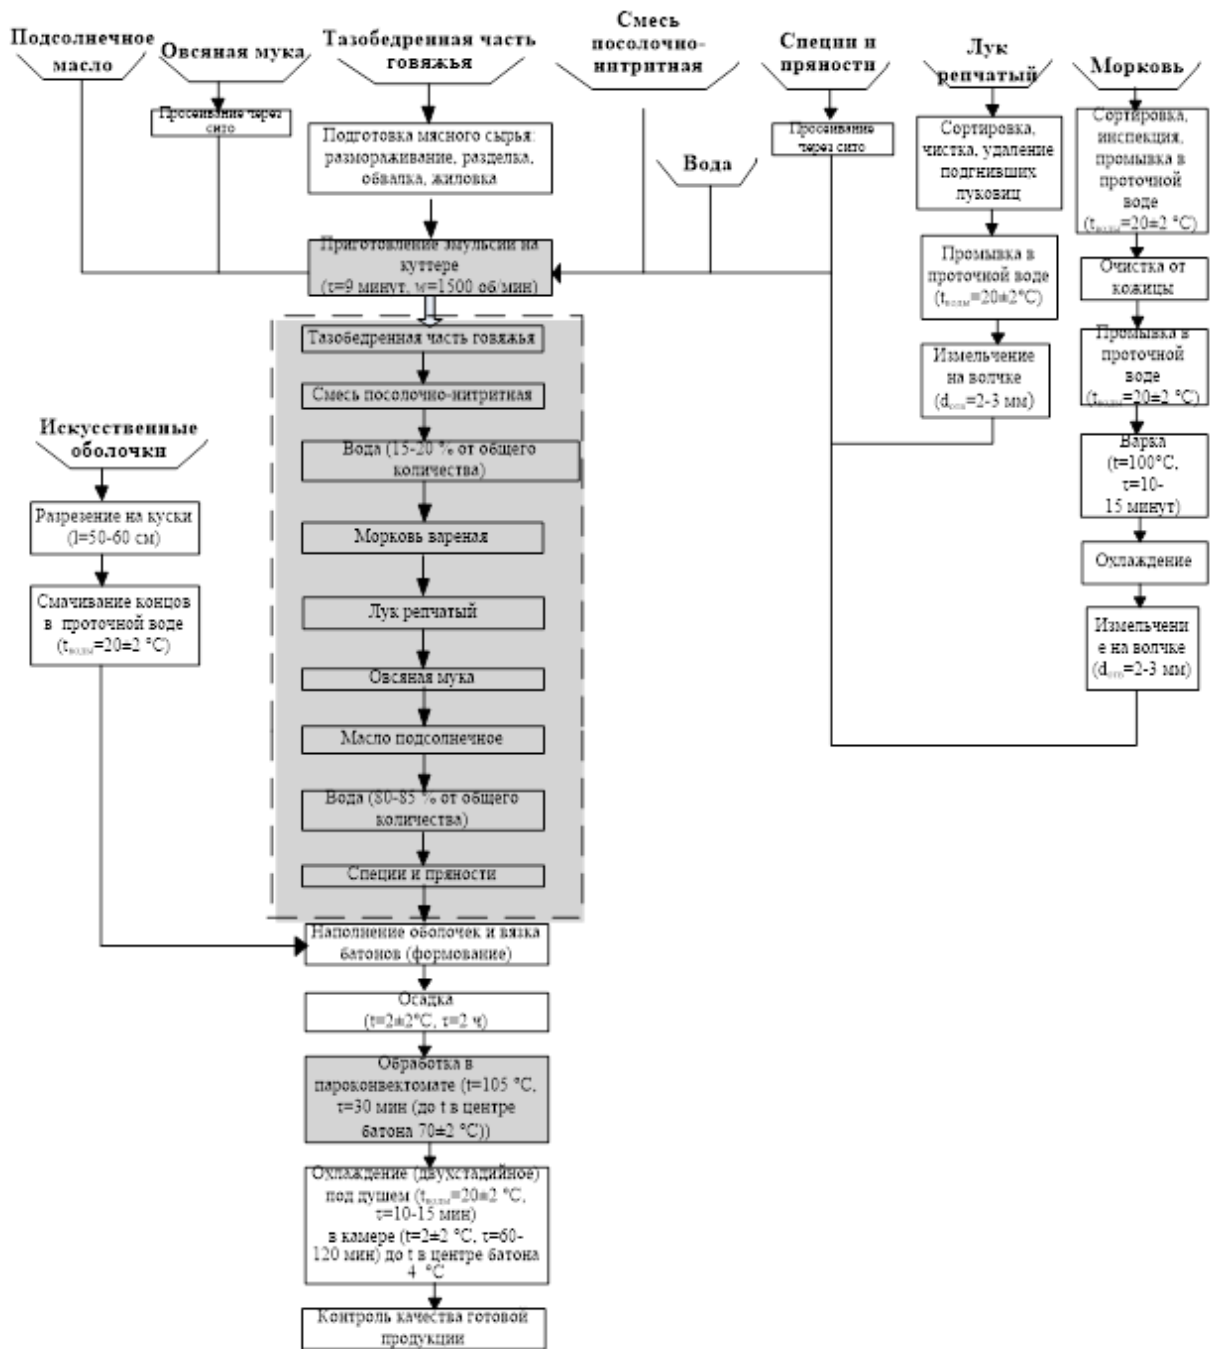 Подсолнечное
масло
Овсяная мука
Тазобедренная часть
говяжья
Смесь
посолочно-
нитритная
Специи и
пряности
Лук
репчатый
Морковь
Просеивание через
сито
Подготовка мясного сырья:
размораживание, разделка,
обвалка, жиловка
Вода
Просеивание
через сито
Сортировка,
чистка, удаление
подгнивших
луковиц
Сортировка,
инспекция,
промывка в
проточной
воде
(tводы=20±2 °C)
Приготовление эмульсии на
куттере
(τ=9 минут, w=1500 об/мин)
Промывка в
проточной воде
(tводы=20±2°C)
Очистка от
кожицы
Промывка в
проточной
воде
(tводы=20±2 °C)
Измельчение
на волчке
(dотв=2-3 мм)
Варка
(t=100°C,
τ=10-
15 минут)
Охлаждение
Измельчени
е на волчке
(dотв=2-3 мм)
Тазобедренная часть говяжья
Смесь посолочно-нитритная
Вода (15-20 % от общего
количества)
Морковь вареная
Лук репчатый
Овсяная мука
Масло подсолнечное
Вода (80-85 % от общего
количества)
Специи и пряности
Искусственные
оболочки
Разрезение на куски
(l=50-60 см)
Смачивание концов
в проточной воде
(tводы=20±2 °C)
Наполнение оболочек и вязка
батонов (формование)
Осадка
(t=2±2°C, τ=2 ч)
Обработка в
пароконвектомате (t=105 °C,
τ=30 мин (до t в центре
батона 70±2 °C))
Охлаждение (двухстадийное)
под душем (tводы=20±2 °C,
τ=10-15 мин)
в камере (t=2±2 °C, τ=60-
120 мин) до t в центре батона
4 °C
Контроль качества готовой
продукции